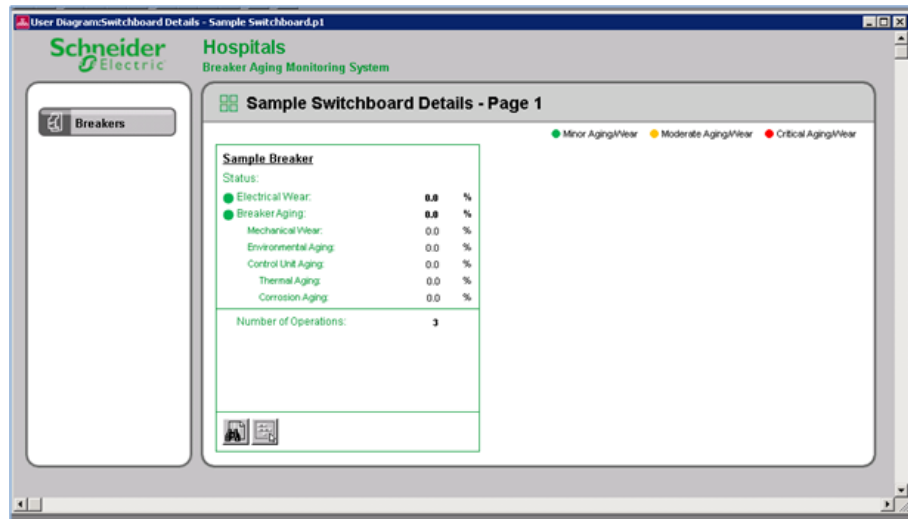 User Diagram:Switchboard Details - Sample Switchboard.p1
Schneider
Electric
Hospitals
Breaker Aging Monitoring System
Breakers
Sample Switchboard Details - Page 1
Minor Aging/Wear Moderate Aging/Wear Critical Aging/Wear
Sample Breaker
Status:
Electrical Wear: 0.0 %
Breaker Aging: 0.0 %
Mechanical Wear: 0.0 %
Environmental Aging: 0.0 %
Control Unit Aging: 0.0 %
Thermal Aging: 0.0 %
Corrosion Aging: 0.0 %
Number of Operations: 3